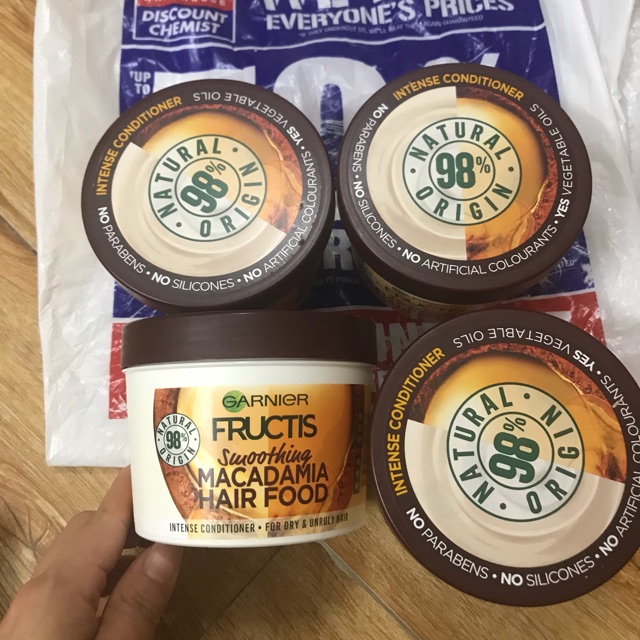 DISCOUNT
CHEMIST
EVERYONE'S PRICES
UP
TO
INTENSE CONDITIONER
NO PARABENS • NO SILICONES • NO ARTIFICIAL COLOURANTS • YES VEGETABLE OILS
NATURAL • ORIGIN •
98%
INTENSE CONDITIONER
NO PARABENS • NO SILICONES • NO ARTIFICIAL COLOURANTS • YES VEGETABLE OILS
NATURAL • ORIGIN •
98%
GARNIER
FRUCTIS
Smoothing
MACADAMIA
HAIR FOOD
INTENSE CONDITIONER • FOR DRY & UNRULY HAIR
NATURAL • ORIGIN •
98%
INTENSE CONDITIONER
NO PARABENS • NO SILICONES • NO ARTIFICIAL COLOURANTS • YES VEGETABLE OILS
NATURAL • ORIGIN •
98%